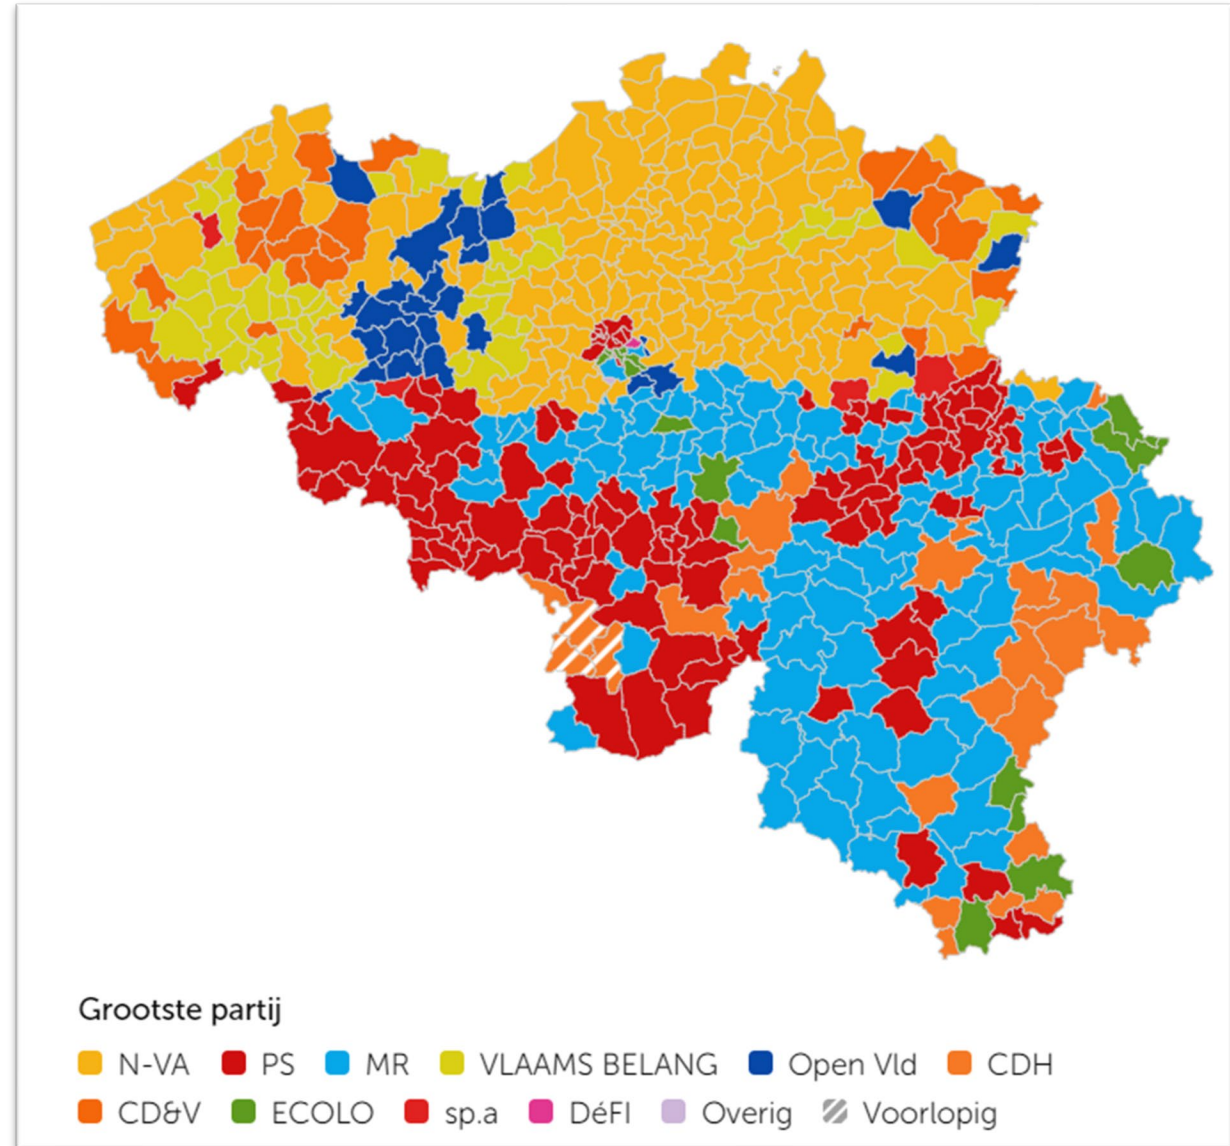 Grootste partij
N-VA PS MR VLAAMS BELANG Open Vld CDH
CD&V ECOLO sp.a DéFI Overig Voorlopig